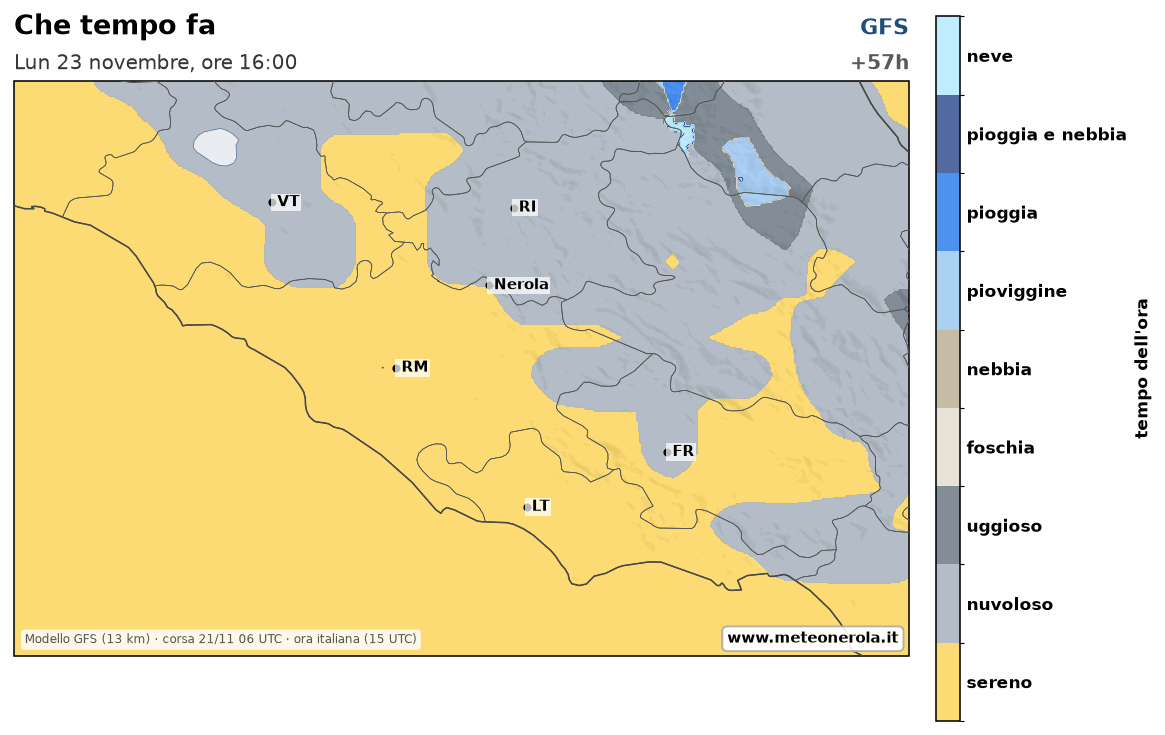 Che tempo fa
GFS
Lun 23 novembre, ore 16:00
+57h
VT
RI
Nerola
RM
FR
LT
Modello GFS (13 km) · corsa 21/11 06 UTC · ora italiana (15 UTC)
www.meteonerola.it
neve
pioggia e nebbia
pioggia
pioviggine
nebbia
foschia
uggioso
nuvoloso
sereno
tempo dell'ora